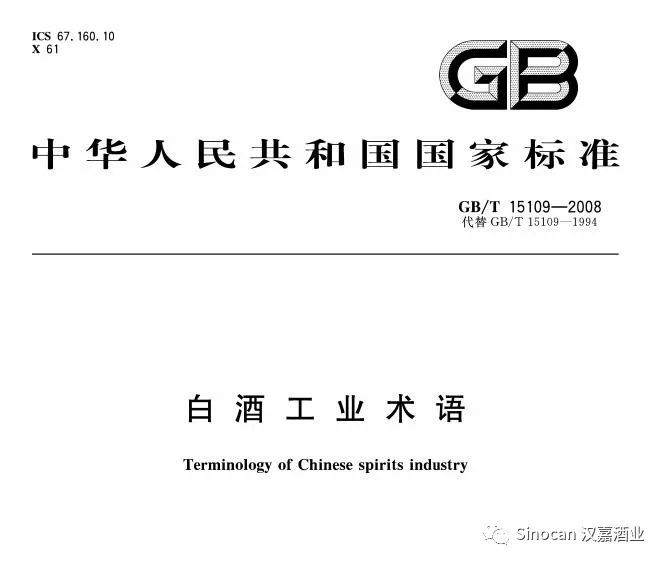 ICS 67.160.10
X 61
GB
中华人民共和国国家标准
GB/T 15109—2008
代替 GB/T 15109—1994
白酒工业术语
Terminology of Chinese spirits industry
Sinocan 汉嘉酒业